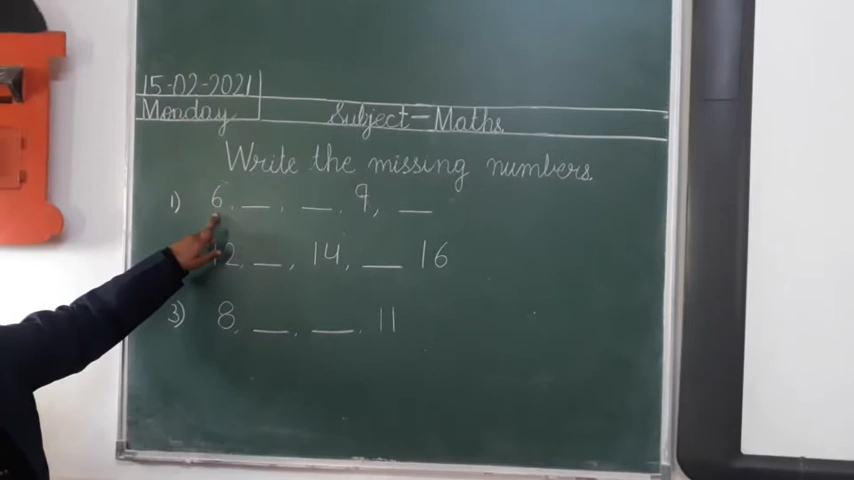 15-02-2021
Monday Subject - Maths
Write the missing numbers.
1) 6, __, __, 9, __
12, __, 14, __ 16
3) 8, __, __, 11